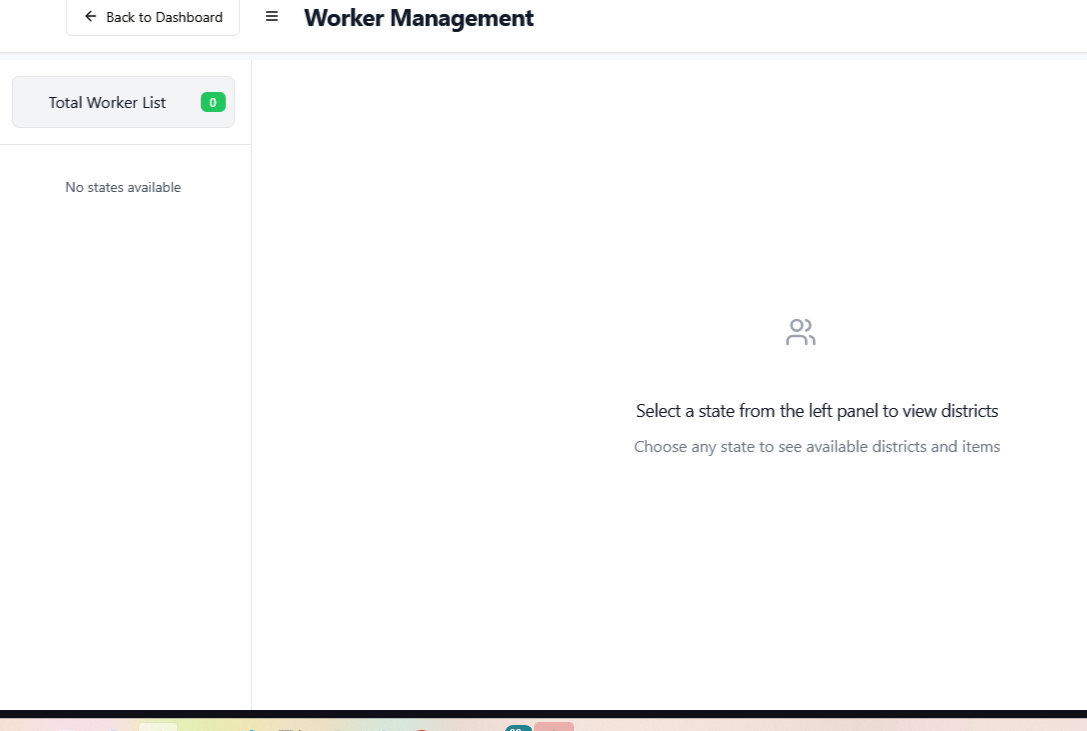 Back to Dashboard
Worker Management
Total Worker List 0
No states available
Select a state from the left panel to view districts
Choose any state to see available districts and items